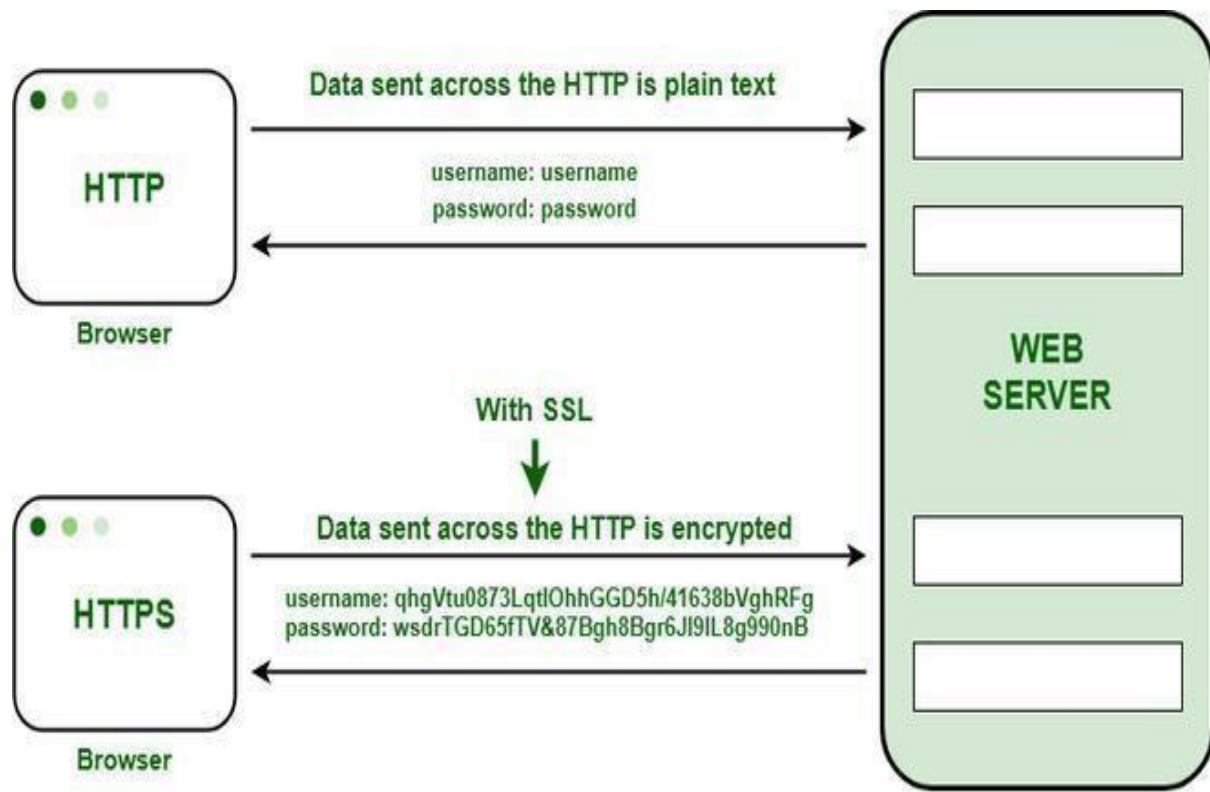 Data sent across the HTTP is plain text
HTTP
username: username
password: password
Browser
WEB
SERVER
With SSL
Data sent across the HTTP is encrypted
HTTPS
username: qhgVtu0873LqtlOhhGGD5h/41638bVghRFg
password: wsdrTGD65fTV&87Bgh8Bgr6Jl9lL8g990nB
Browser